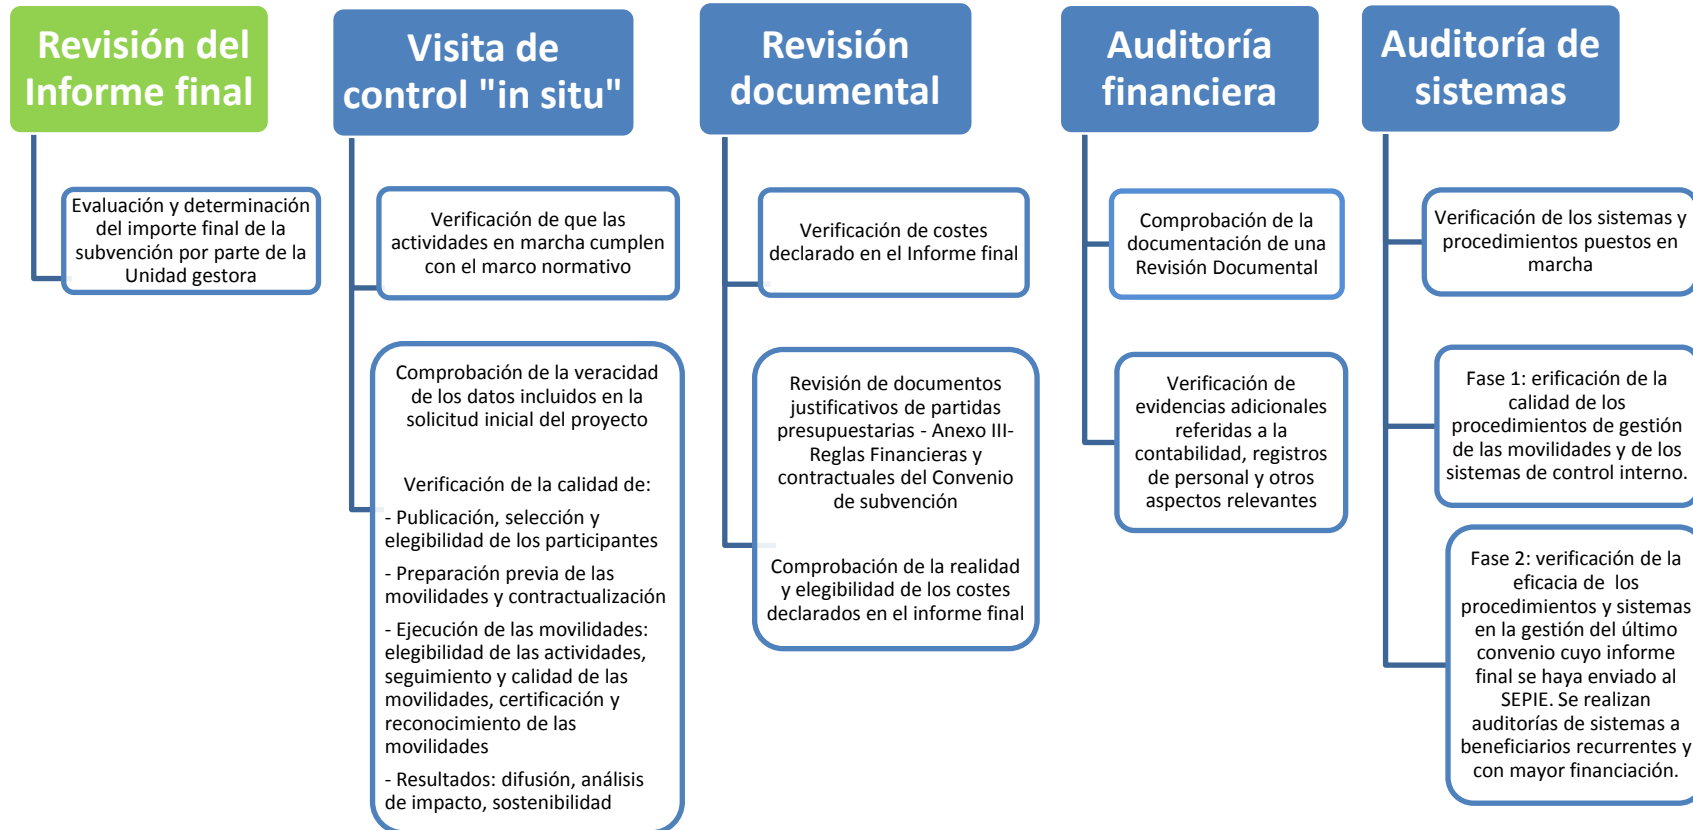 Revisión del
Informe final
Evaluación y determinación
del importe final de la
subvención por parte de la
Unidad gestora
Visita de
control "in situ"
Verificación de que las
actividades en marcha cumplen
con el marco normativo
Comprobación de la veracidad
de los datos incluidos en la
solicitud inicial del proyecto
Verificación de la calidad de:
- Publicación, selección y
elegibilidad de los participantes
- Preparación previa de las
movilidades y contractualización
- Ejecución de las movilidades:
elegibilidad de las actividades,
seguimiento y calidad de las
movilidades, certificación y
reconocimiento de las
movilidades
- Resultados: difusión, análisis
de impacto, sostenibilidad
Revisión
documental
Verificación de costes
declarado en el Informe final
Revisión de documentos
justificativos de partidas
presupuestarias - Anexo III-
Reglas Financieras y
contractuales del Convenio
de subvención
Comprobación de la realidad
y elegibilidad de los costes
declarados en el informe final
Auditoría
financiera
Comprobación de la
documentación de una
Revisión Documental
Verificación de
evidencias adicionales
referidas a la
contabilidad, registros
de personal y otros
aspectos relevantes
Auditoría de
sistemas
Verificación de los sistemas y
procedimientos puestos en
marcha
Fase 1: erificación de la
calidad de los
procedimientos de gestión
de las movilidades y de los
sistemas de control interno.
Fase 2: verificación de la
eficacia de los
procedimientos y sistemas
en la gestión del último
convenio cuyo informe
final se haya enviado al
SEPIE. Se realizan
auditorías de sistemas a
beneficiarios recurrentes y
con mayor financiación.